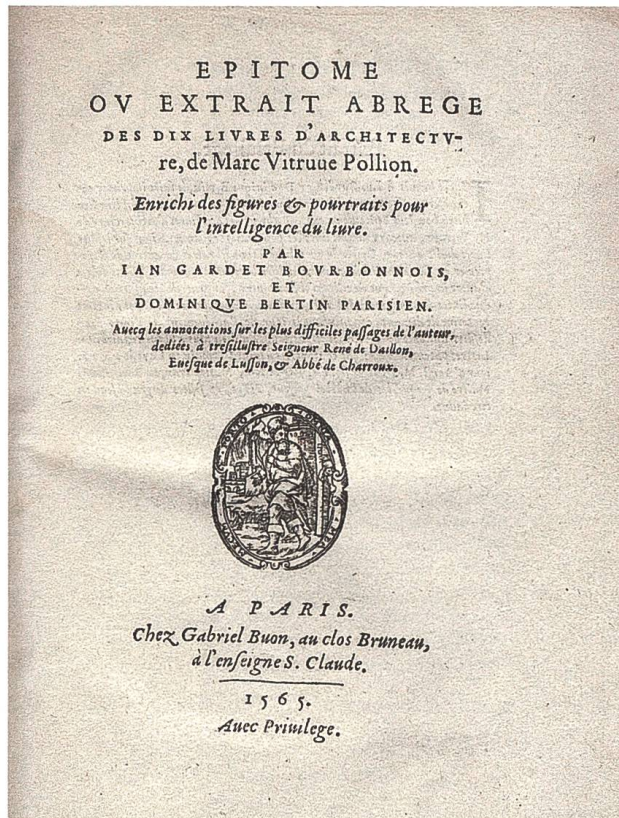 EPITOME
OV EXTRAIT ABREGE
DES DIX LIVRES D'ARCHITECTV-
re, de Marc Vitruue Pollion.
Enrichi des figures & pourtraits pour
l'intelligence du liure.
PAR
IAN GARDET BOVRBONNOIS,
ET
DOMINIQVE BERTIN PARISIEN.
Auecq les annotations ſur les plus difficiles paſſages de l'auteur,
dediées à treſilluſtre Seigneur René de Daillon,
Eueſque de Luſſon, & Abbé de Charroux.
A PARIS.
Chez Gabriel Buon, au clos Bruneau,
à l'enſeigne S. Claude.
1565.
Auec Priuilege.